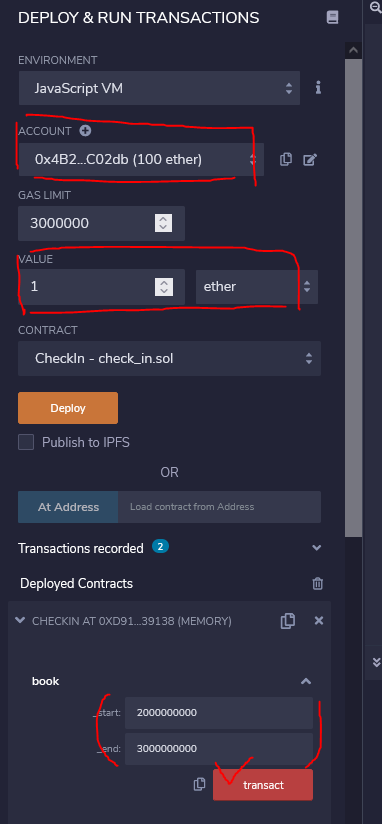 DEPLOY & RUN TRANSACTIONS
ENVIRONMENT
JavaScript VM
ACCOUNT
0x4B2...C02db (100 ether)
GAS LIMIT
3000000
VALUE
1 ether
CONTRACT
CheckIn - check_in.sol
Deploy
Publish to IPFS
OR
At Address Load contract from Address
Transactions recorded 2
Deployed Contracts
CHECKIN AT 0XD91...39138 (MEMORY)
book
_start: 2000000000
_end: 3000000000
transact